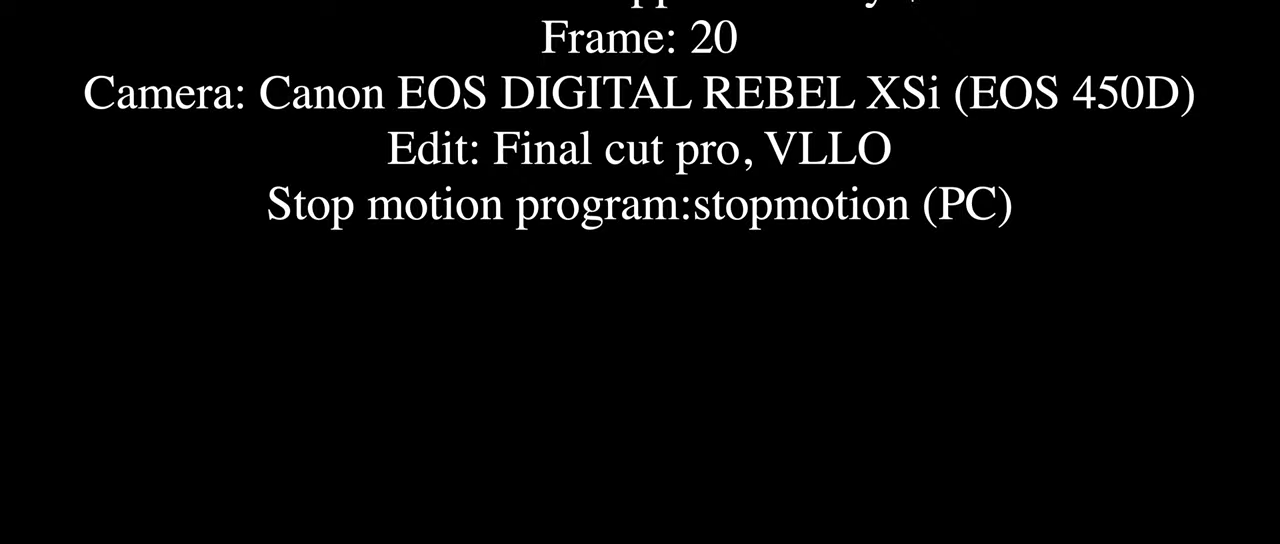 Frame: 20
Camera: Canon EOS DIGITAL REBEL XSi (EOS 450D)
Edit: Final cut pro, VLLO
Stop motion program:stopmotion (PC)